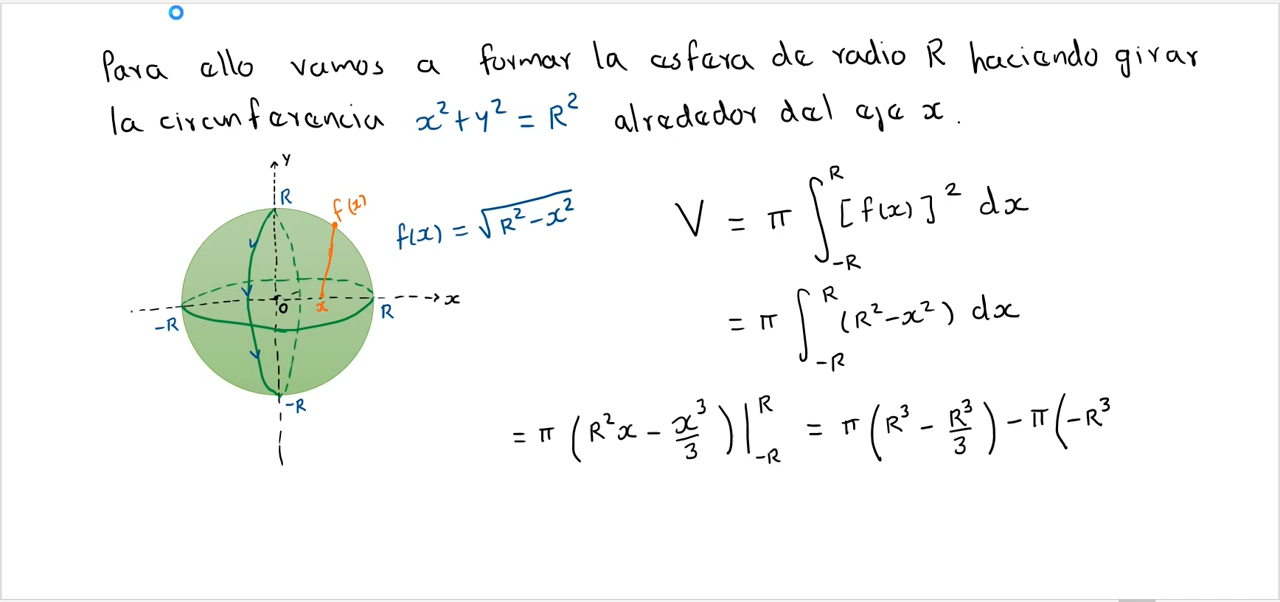 Para ello vamos a formar la esfera de radio R haciendo girar
la circunferencia x² + y² = R² alrededor del eje x.
y
R
f(x)
f(x) = √(R² - x²)
V = π ∫_{-R}^{R} [f(x)]² dx
-R
O
x
R
x
-R
= π ∫_{-R}^{R} (R² - x²) dx
= π (R²x - x³/3) |_{-R}^{R} = π (R³ - R³/3) - π (-R³